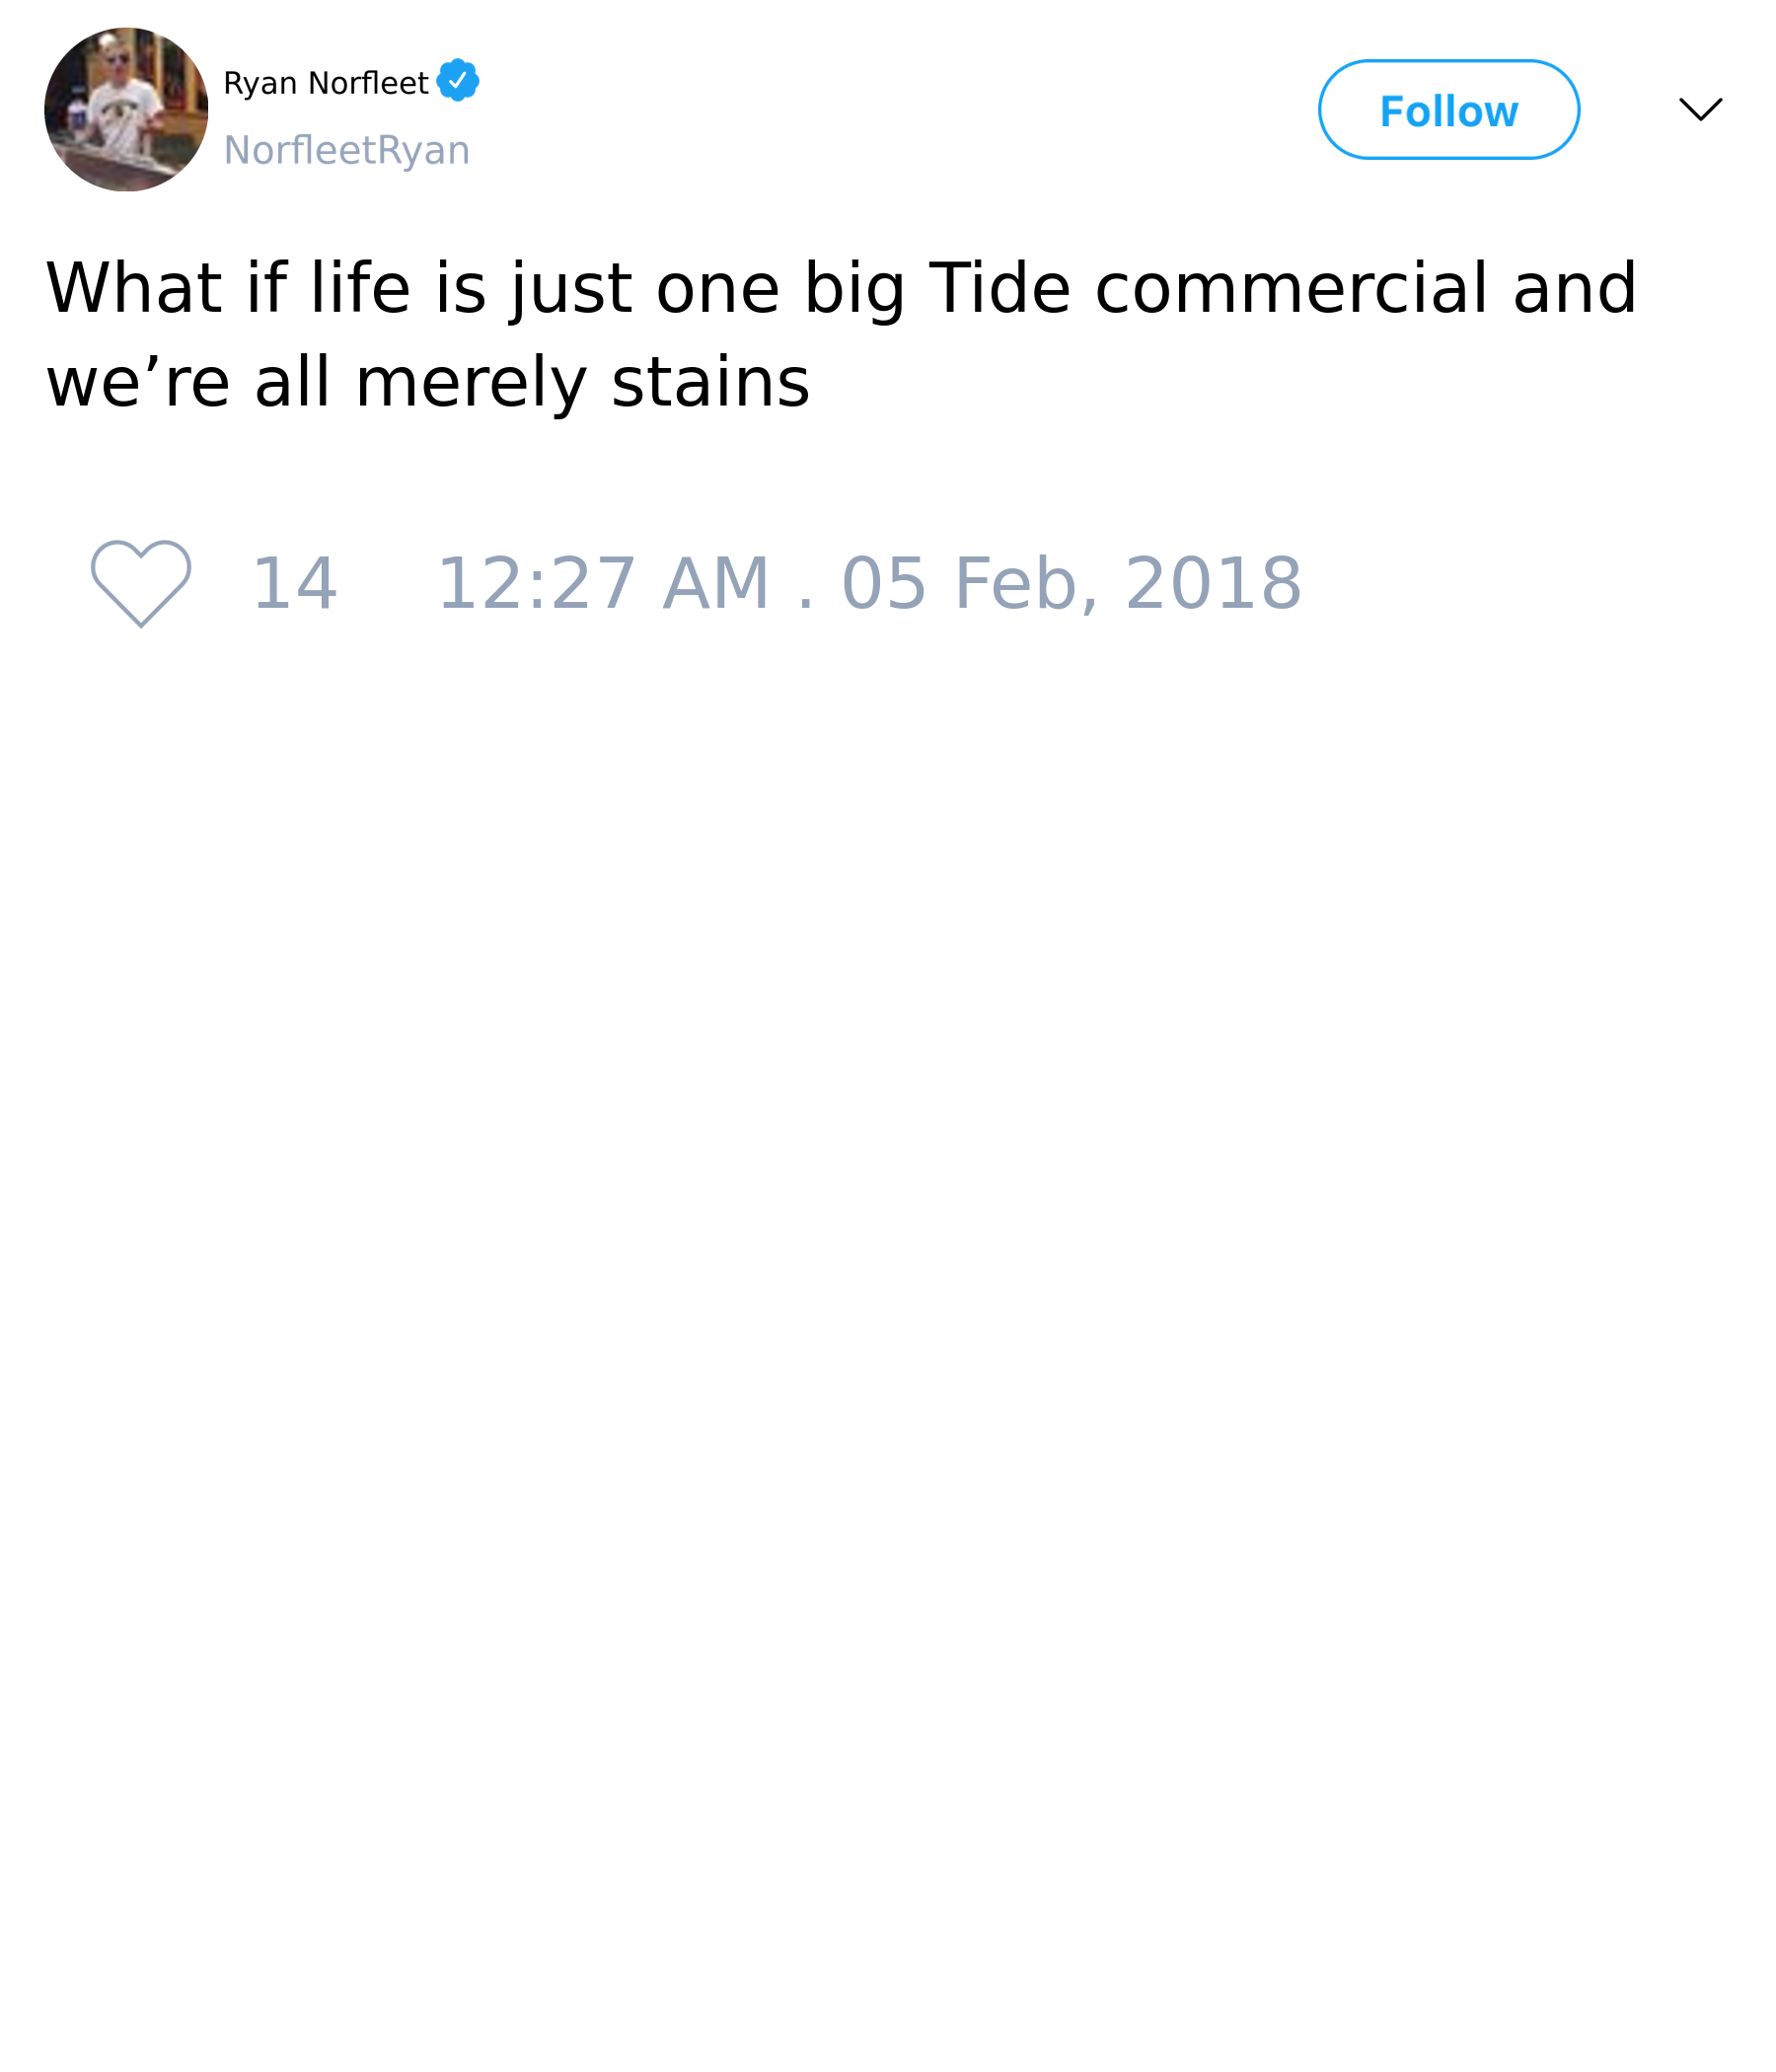 Ryan Norfleet
NorfleetRyan
Follow
What if life is just one big Tide commercial and
we’re all merely stains
14 12:27 AM . 05 Feb, 2018